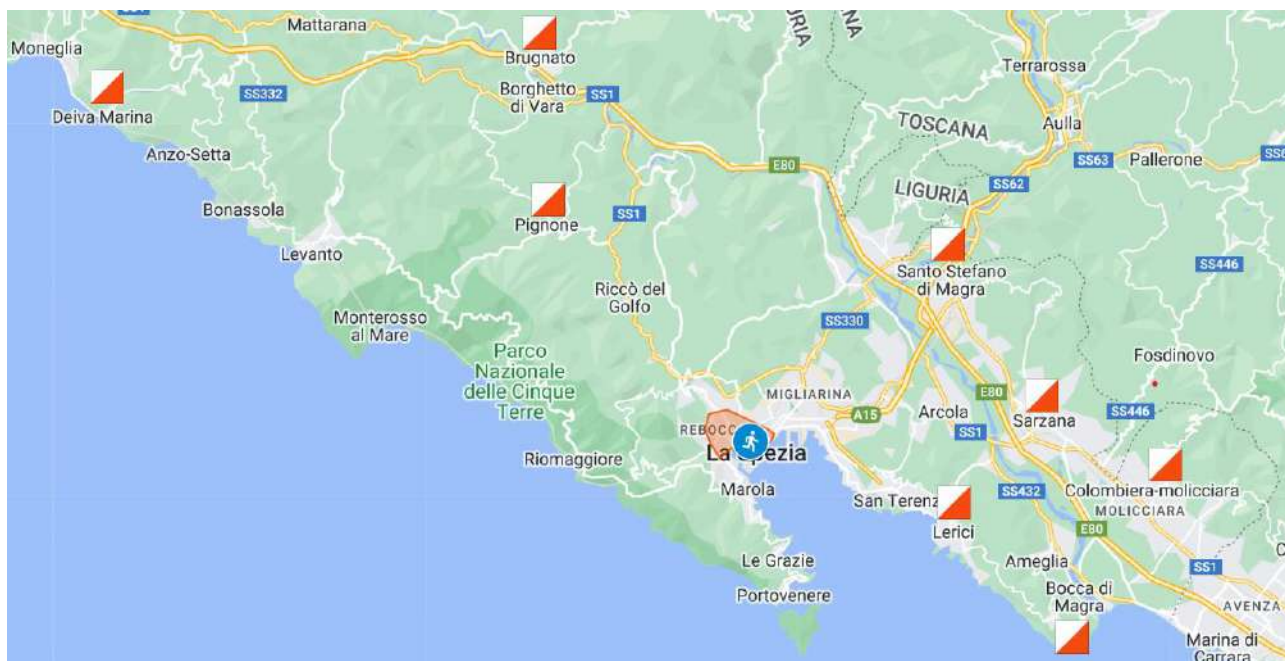 Mattarana
Moneglia
Brugnato
Terrarossa
SS332
Borghetto
di Vara
SS1
Deiva Marina
TOSCANA
Aulla
Anzo-Setta
E80
SS63
Pallerone
SS62
LIGURIA
Bonassola
SS1
Pignone
Levanto
Santo Stefano
di Magra
SS446
Riccò del
Golfo
Monterosso
al Mare
SS330
Parco
Nazionale
delle Cinque
Terre
Fosdinovo
MIGLIARINA
E80
A15
Arcola
Sarzana
SS446
SS1
La Spezia
Riomaggiore
Marola
San Terenz
SS432
Colombiera-molicciara
MOLICCIARA
Lerici
E80
Le Grazie
Ameglia
SS1
Portovenere
Bocca di
Magra
AVENZA
Marina di
Carrara